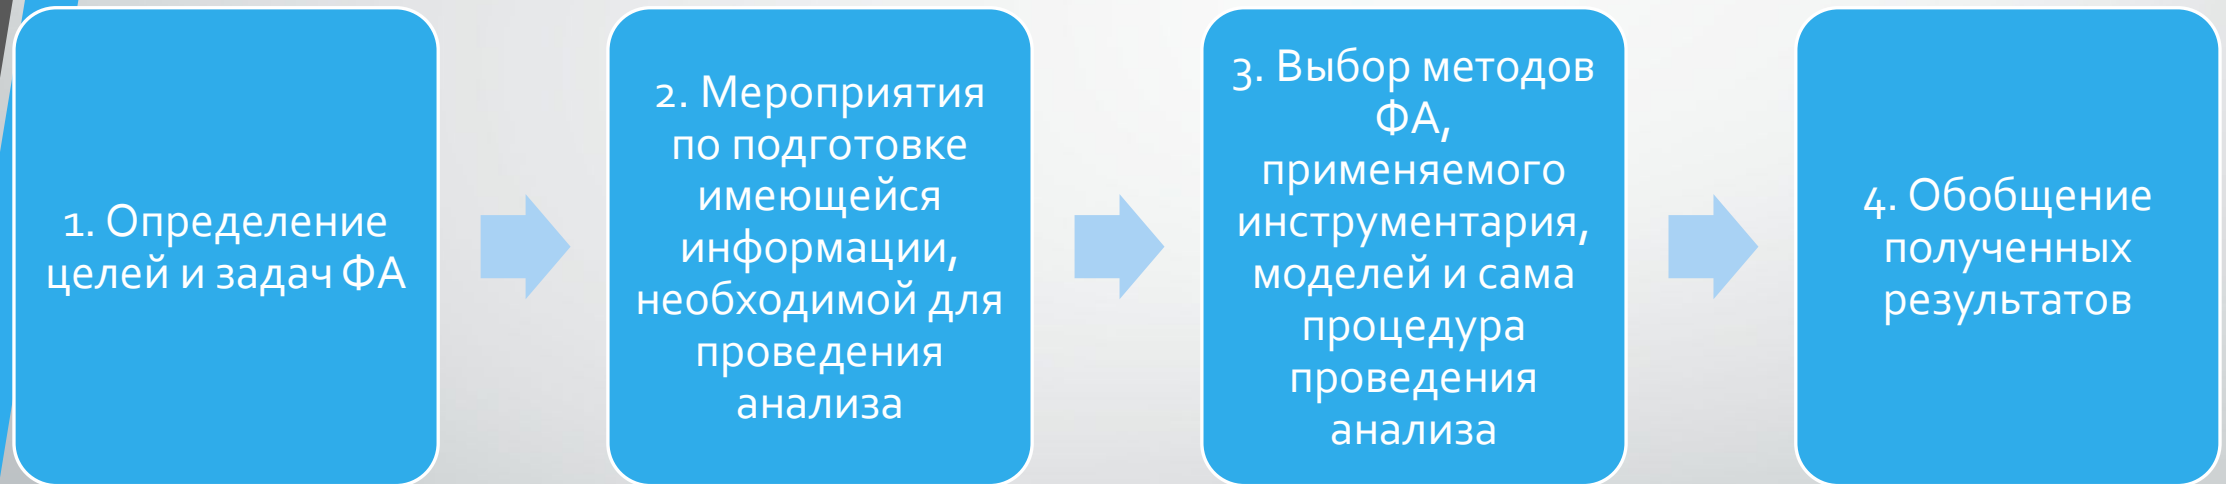 1. Определение
целей и задач ФА
2. Мероприятия
по подготовке
имеющейся
информации,
необходимой для
проведения
анализа
3. Выбор методов
ФА,
применяемого
инструментария,
моделей и сама
процедура
проведения
анализа
4. Обобщение
полученных
результатов